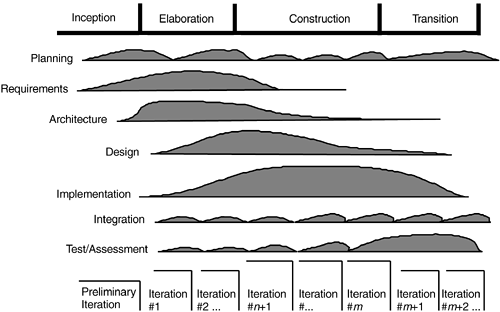 Inception Elaboration Construction Transition
Planning
Requirements
Architecture
Design
Implementation
Integration
Test/Assessment
Preliminary Iteration Iteration Iteration Iteration Iteration Iteration Iteration
Iteration #1 #2 ... #n+1 #... #m #m+1 #m+2 ...